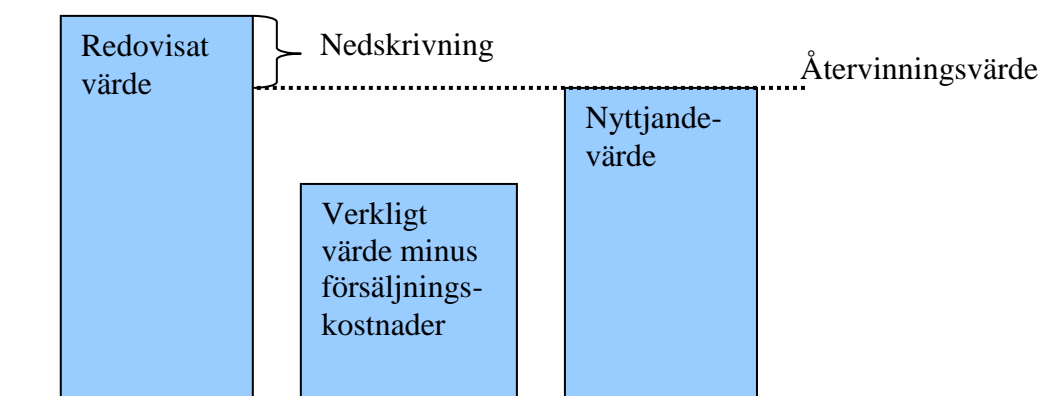 Redovisat
värde
Nedskrivning
Återvinningsvärde
Nyttjande-
värde
Verkligt
värde minus
försäljnings-
kostnader